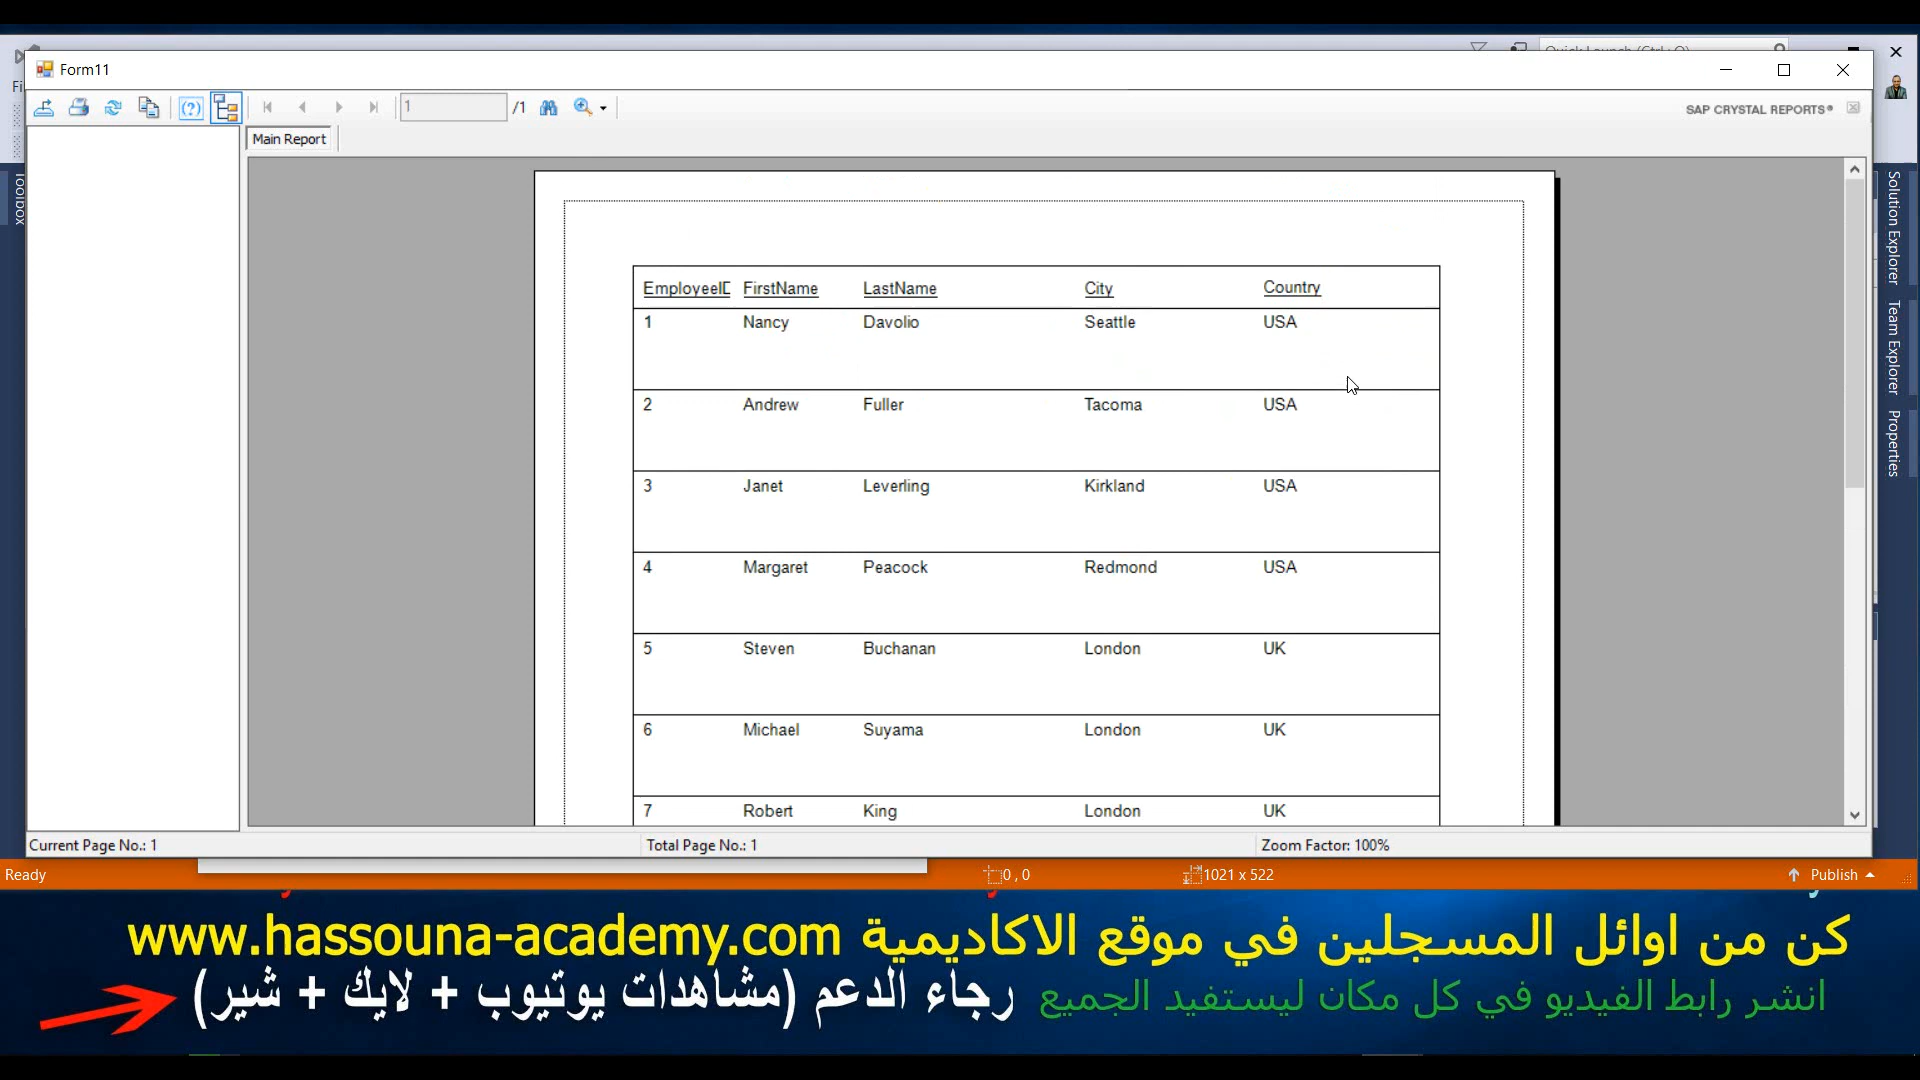 Quick Launch (Ctrl+Q)
Form11
Fi
1 /1
SAP CRYSTAL REPORTS®
Main Report
Toolbox
Solution Explorer
Team Explorer
Properties
EmployeeID FirstName LastName City Country
1 Nancy Davolio Seattle USA
2 Andrew Fuller Tacoma USA
3 Janet Leverling Kirkland USA
4 Margaret Peacock Redmond USA
5 Steven Buchanan London UK
6 Michael Suyama London UK
7 Robert King London UK
Current Page No.: 1 Total Page No.: 1 Zoom Factor: 100%
Ready 0 , 0 1021 x 522 Publish
كن من اوائل المسجلين في موقع الاكاديمية www.hassouna-academy.com
انشر رابط الفيديو في كل مكان ليستفيد الجميع رجاء الدعم (مشاهدات يوتيوب + لايك + شير)